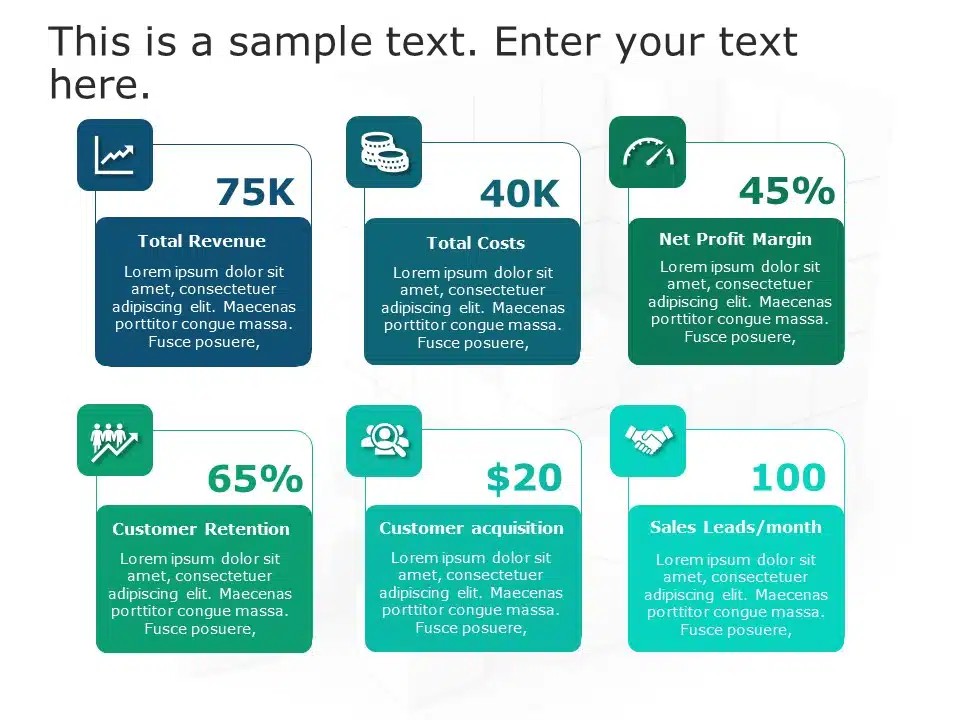 This is a sample text. Enter your text
here.
75K
Total Revenue
Lorem ipsum dolor sit
amet, consectetuer
adipiscing elit. Maecenas
porttitor congue massa.
Fusce posuere,
40K
Total Costs
Lorem ipsum dolor sit
amet, consectetuer
adipiscing elit. Maecenas
porttitor congue massa.
Fusce posuere,
45%
Net Profit Margin
Lorem ipsum dolor sit
amet, consectetuer
adipiscing elit. Maecenas
porttitor congue massa.
Fusce posuere,
65%
Customer Retention
Lorem ipsum dolor sit
amet, consectetuer
adipiscing elit. Maecenas
porttitor congue massa.
Fusce posuere,
$20
Customer acquisition
Lorem ipsum dolor sit
amet, consectetuer
adipiscing elit. Maecenas
porttitor congue massa.
Fusce posuere,
100
Sales Leads/month
Lorem ipsum dolor sit
amet, consectetuer
adipiscing elit. Maecenas
porttitor congue massa.
Fusce posuere,